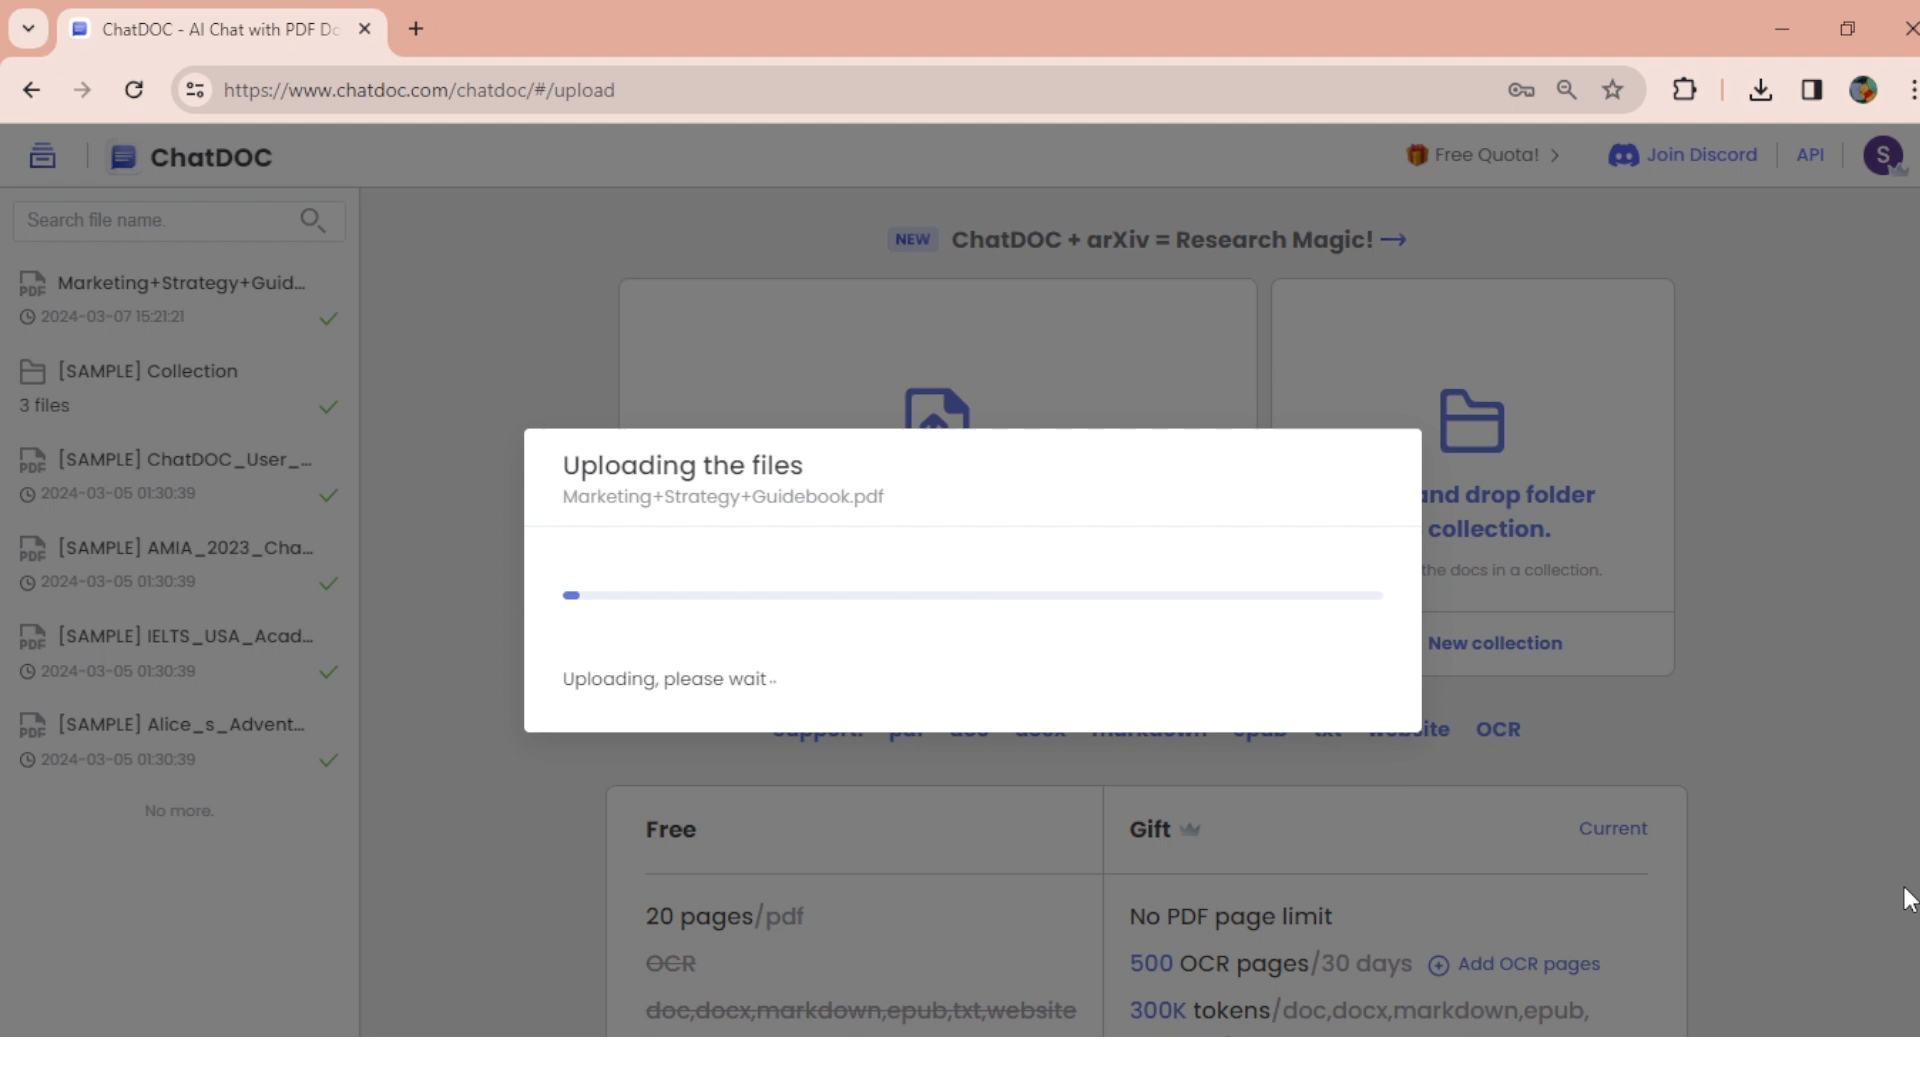 ChatDOC - AI Chat with PDF Do
https://www.chatdoc.com/chatdoc/#/upload
ChatDOC
Free Quota!
Join Discord
API
S
Search file name.
Marketing+Strategy+Guid...
2024-03-07 15:21:21
[SAMPLE] Collection
3 files
[SAMPLE] ChatDOC_User_...
2024-03-05 01:30:39
[SAMPLE] AMIA_2023_Cha...
2024-03-05 01:30:39
[SAMPLE] IELTS_USA_Acad...
2024-03-05 01:30:39
[SAMPLE] Alice_s_Advent...
2024-03-05 01:30:39
No more.
NEW ChatDOC + arXiv = Research Magic! →
and drop folder
collection.
the docs in a collection.
New collection
Uploading the files
Marketing+Strategy+Guidebook.pdf
Uploading, please wait..
Support: pdf doc docx markdown epub txt website OCR
Free
20 pages/pdf
OCR
doc,docx,markdown,epub,txt,website
Gift
Current
No PDF page limit
500 OCR pages/30 days
Add OCR pages
300K tokens/doc,docx,markdown,epub,